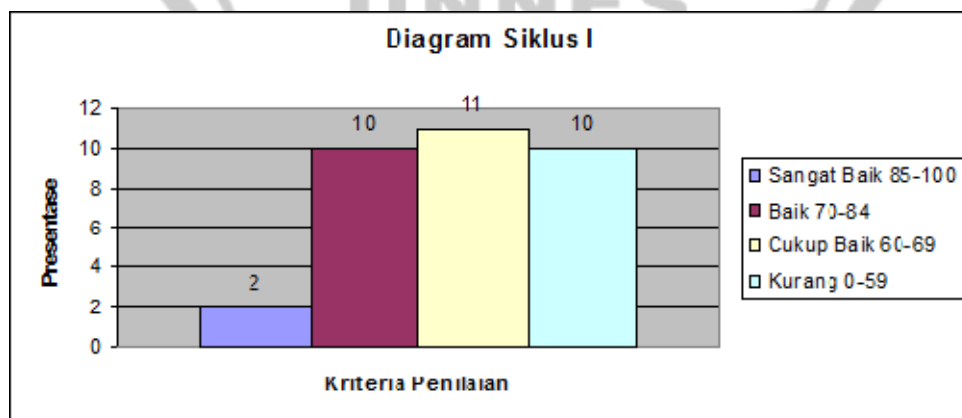 UNNES
Diagram Siklus I
12
10
8
6
4
2
0
2
10
11
10
Presentase
Kriteria Penilaian
Sangat Baik 85-100
Baik 70-84
Cukup Baik 60-69
Kurang 0-59